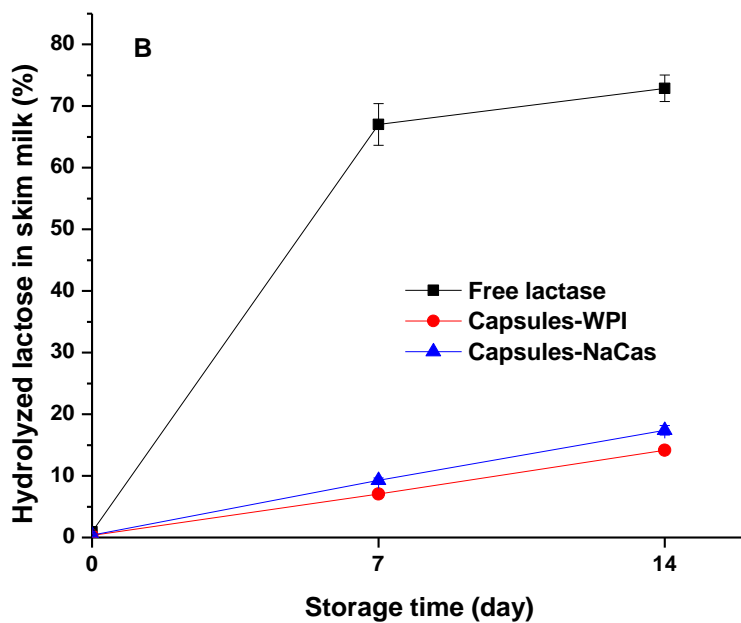 B
Hydrolyzed lactose in skim milk (%)
80
70
60
50
40
30
20
10
0
Free lactase
Capsules-WPI
Capsules-NaCas
0
7
14
Storage time (day)